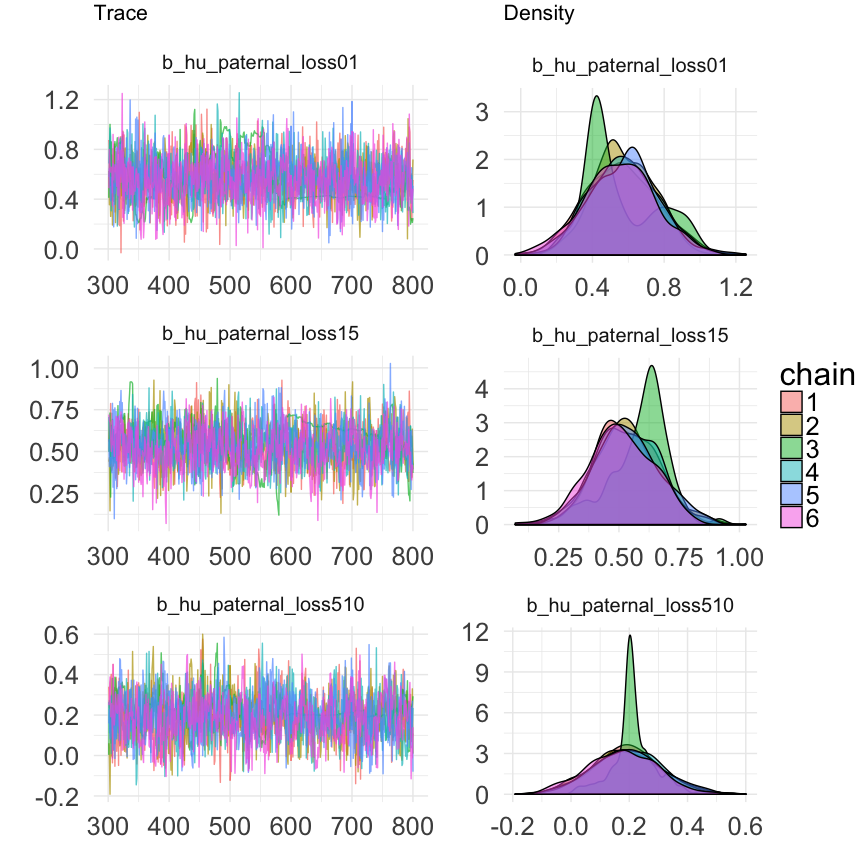 Trace
Density
b_hu_paternal_loss01
1.2
0.8
0.4
0.0
300 400 500 600 700 800
b_hu_paternal_loss01
3
2
1
0
0.0 0.4 0.8 1.2
b_hu_paternal_loss15
1.00
0.75
0.50
0.25
300 400 500 600 700 800
b_hu_paternal_loss15
4
3
2
1
0
0.25 0.50 0.75 1.00
b_hu_paternal_loss510
0.6
0.4
0.2
0.0
-0.2
300 400 500 600 700 800
b_hu_paternal_loss510
12
9
6
3
0
-0.2 0.0 0.2 0.4 0.6
chain
1
2
3
4
5
6